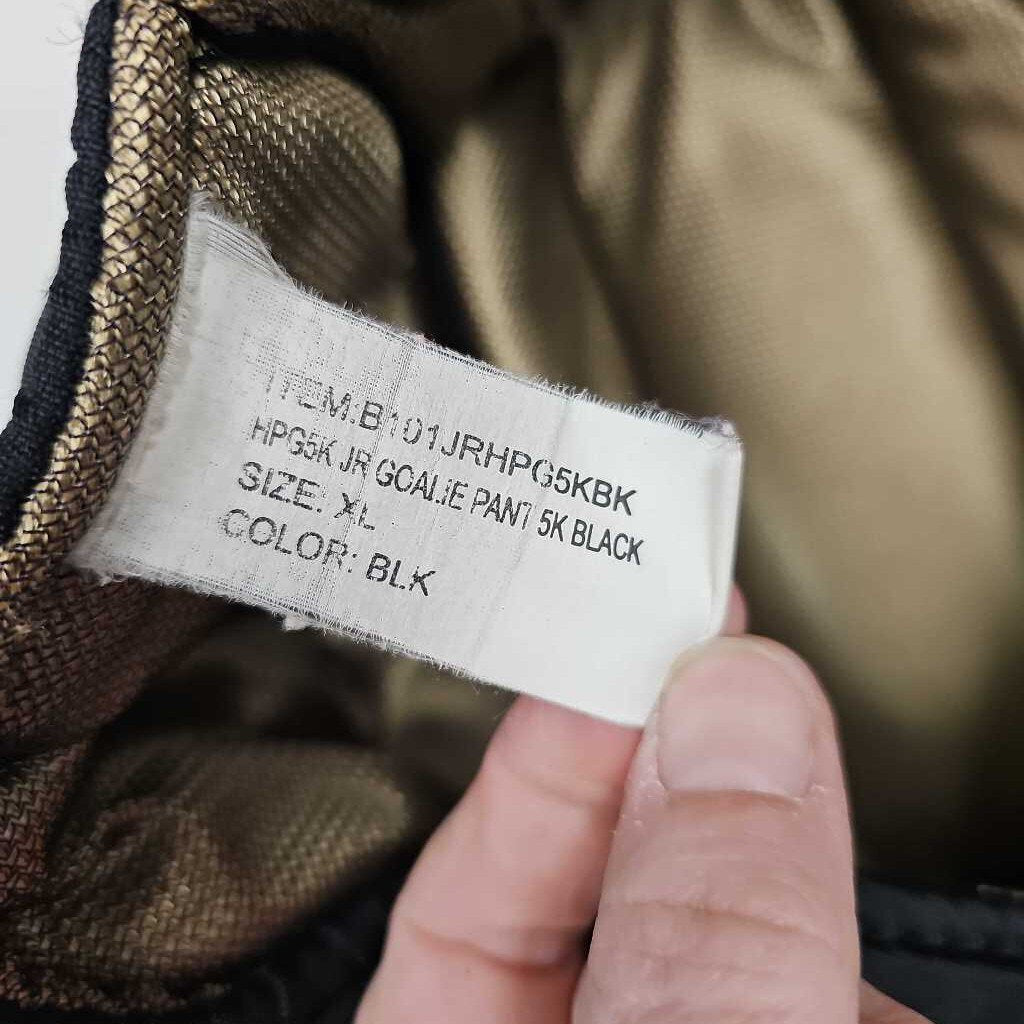 ITEM:B101JRHPG5KBK
HPG5K JR GOALIE PANT 5K BLACK
SIZE: XL
COLOR: BLK